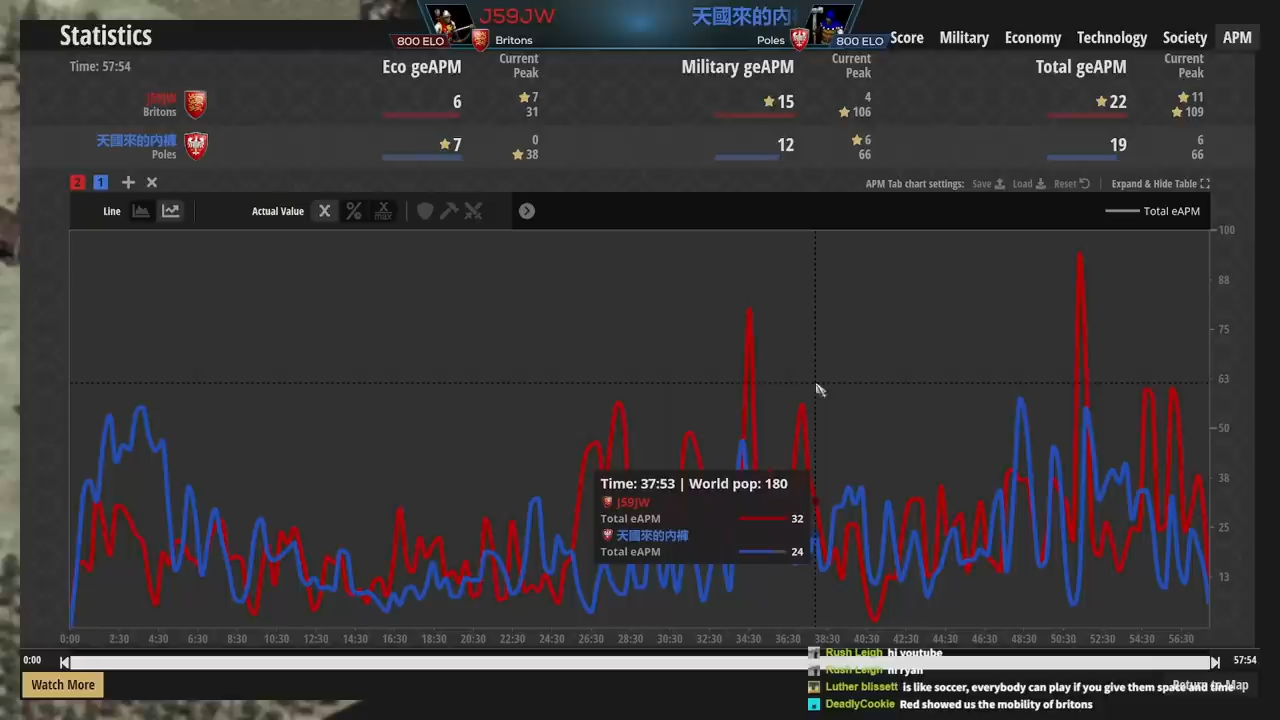 J59JW
天國來的內
800 ELO
Britons
Poles
800 ELO
Statistics
Score
Military
Economy
Technology
Society
APM
Time: 57:54
Eco geAPM
Current
Peak
Military geAPM
Current
Peak
Total geAPM
Current
Peak
J59JW
Britons
6
7
31
15
4
106
22
11
109
天國來的內褲
Poles
7
0
38
12
6
66
19
6
66
2
1
APM Tab chart settings:
Save
Load
Reset
Expand & Hide Table
Line
Actual Value
X
%
X
max
Total eAPM
100
88
75
63
50
38
25
13
Time: 37:53 | World pop: 180
J59JW
Total eAPM 32
天國來的內褲
Total eAPM 24
0:00 2:30 4:30 6:30 8:30 10:30 12:30 14:30 16:30 18:30 20:30 22:30 24:30 26:30 28:30 30:30 32:30 34:30 36:30 38:30 40:30 42:30 44:30 46:30 48:30 50:30 52:30 54:30 56:30
0:00
57:54
Watch More
Return to Map
Rush Leigh hi youtube
Rush Leigh hi ryan
Luther blissett is like soccer, everybody can play if you give them space and time
DeadlyCookie Red showed us the mobility of britons